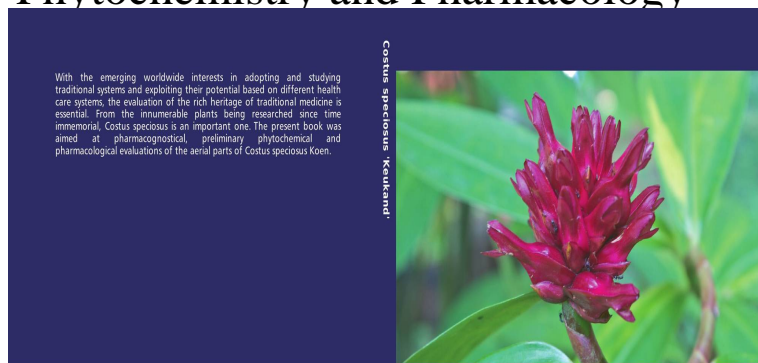 Phytochemistry and Pharmacology
With the emerging worldwide interests in adopting and studying
traditional systems and exploiting their potential based on different health
care systems, the evaluation of the rich heritage of traditional medicine is
essential. From the innumerable plants being researched since time
immemorial, Costus speciosus is an important one. The present book was
aimed at pharmacognostical, preliminary phytochemical and
pharmacological evaluations of the aerial parts of Costus speciosus Koen.
Costus speciosus 'Keukand'